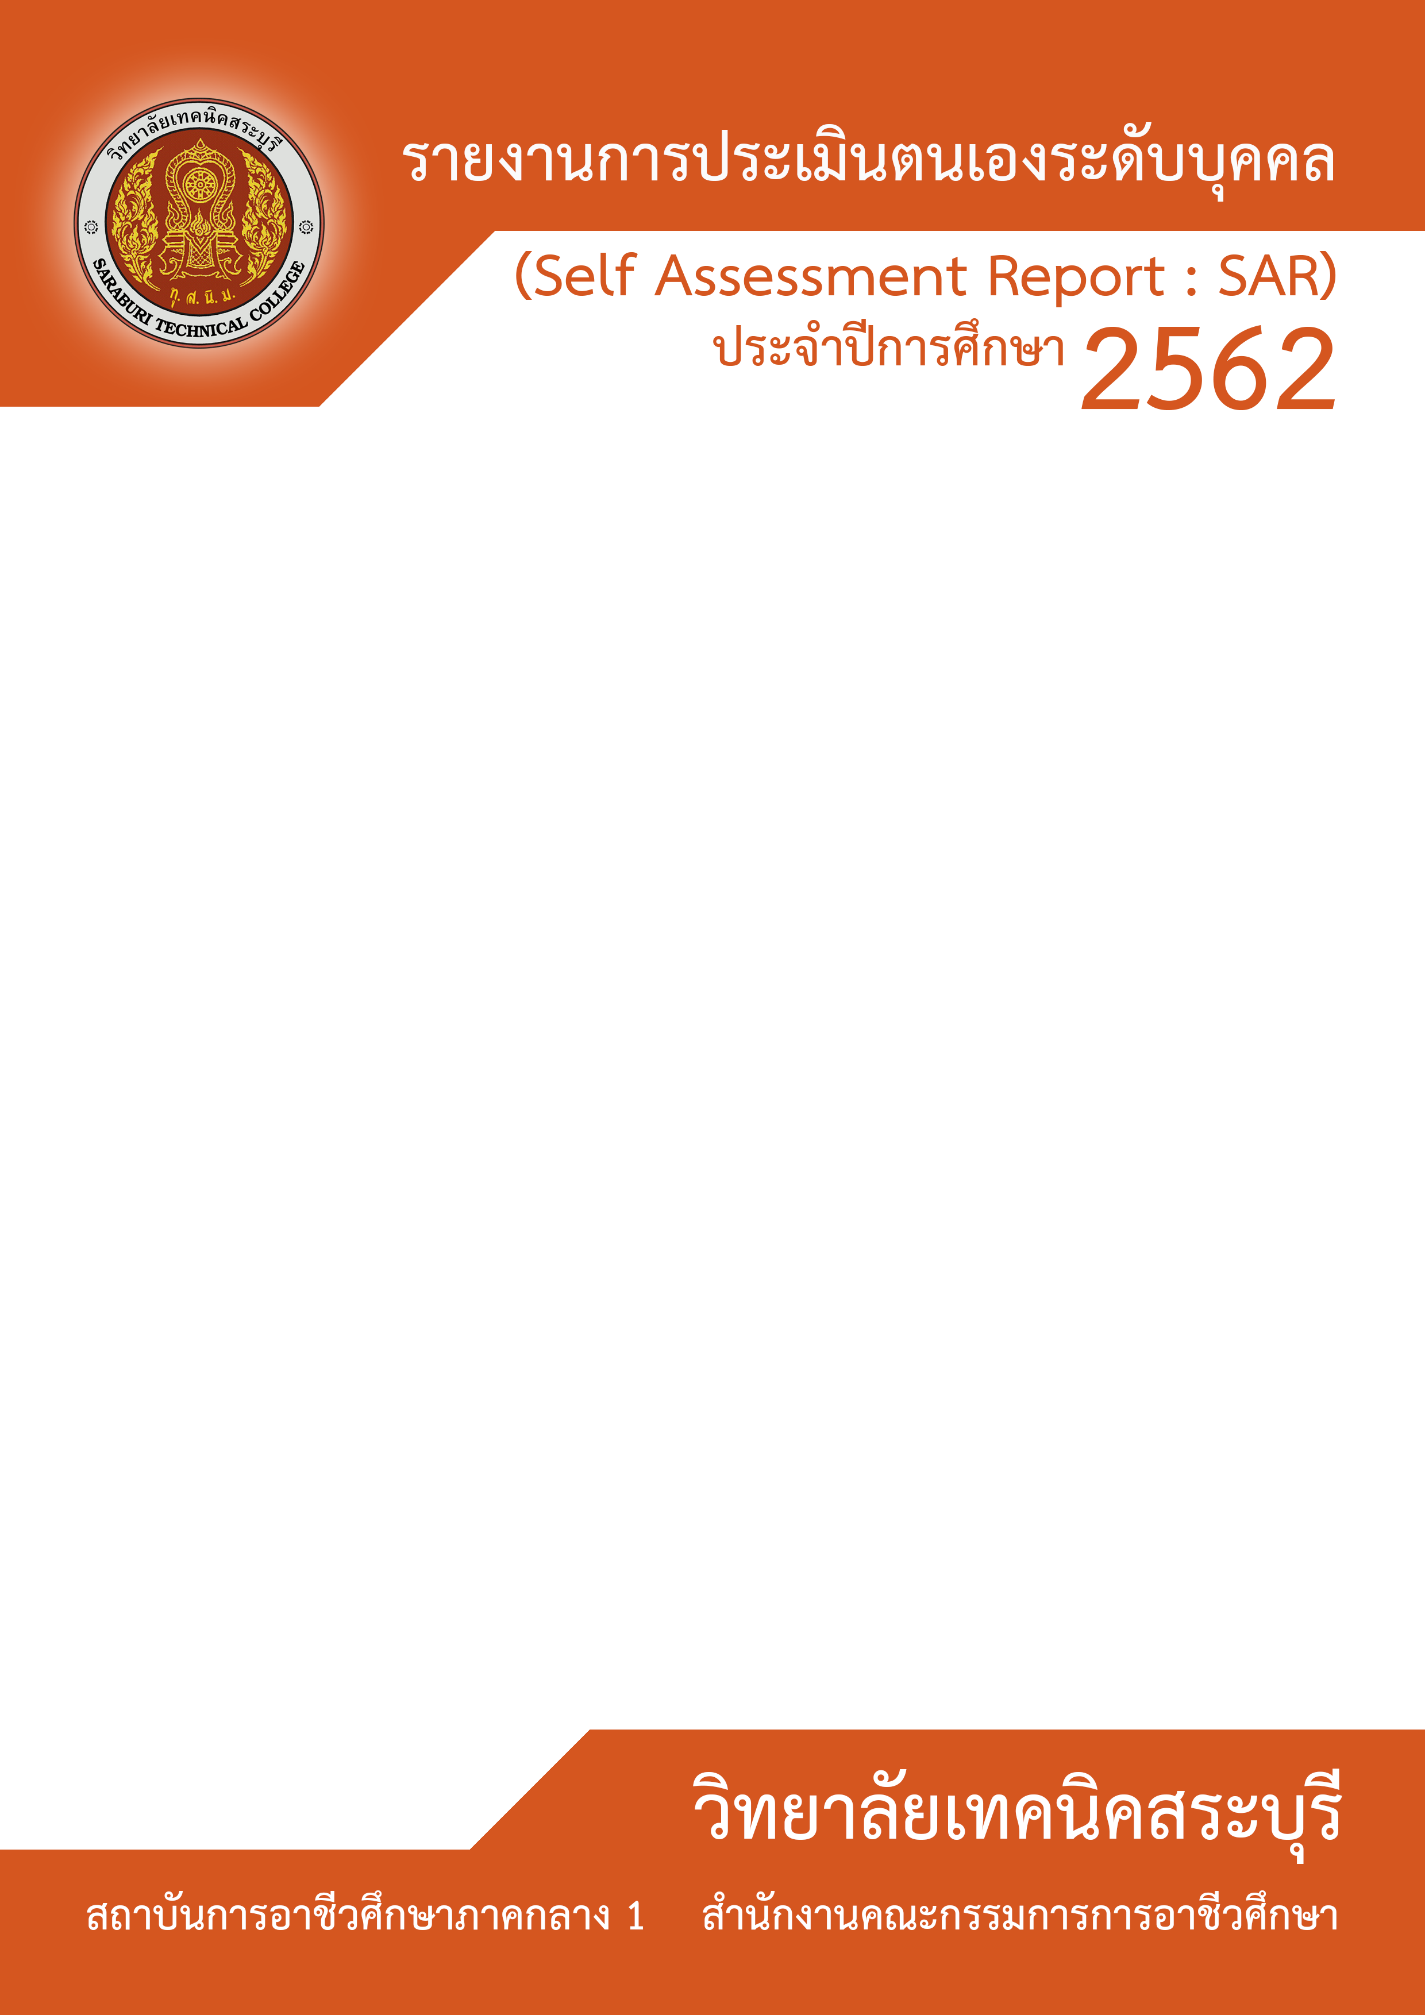 วิทยาลัยเทคนิคสระบุรี
ทุ. ส. นิ. ม.
SARABURI TECHNICAL COLLEGE
รายงานการประเมินตนเองระดับบุคคล
(Self Assessment Report : SAR)
ประจำปีการศึกษา 2562
วิทยาลัยเทคนิคสระบุรี
สถาบันการอาชีวศึกษาภาคกลาง 1 สำนักงานคณะกรรมการการอาชีวศึกษา